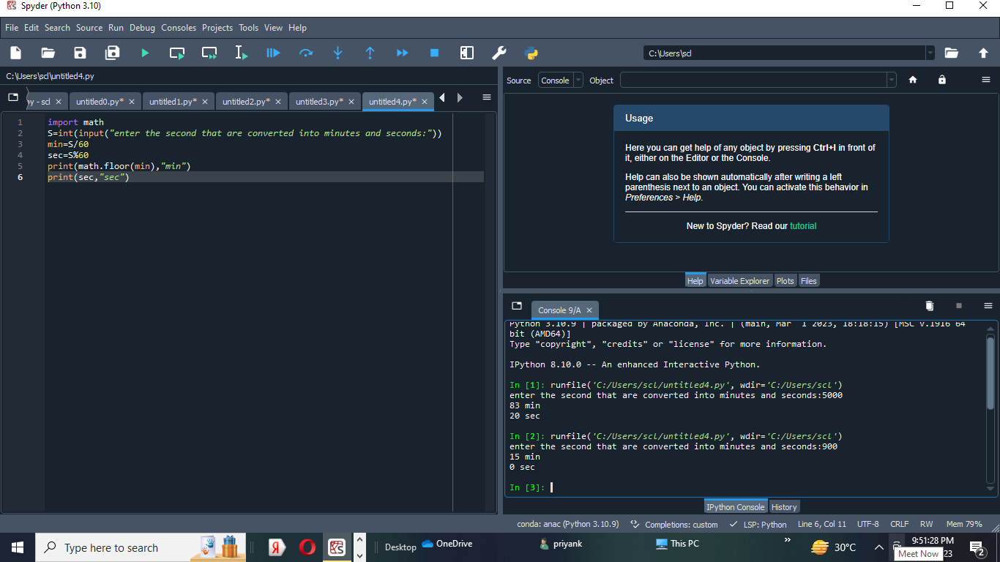 Spyder (Python 3.10)
File Edit Search Source Run Debug Consoles Projects Tools View Help
C:\Users\scl
C:\Users\scl\untitled4.py
py - scl untitled0.py* untitled1.py* untitled2.py* untitled3.py* untitled4.py*
1 import math
2 S=int(input("enter the second that are converted into minutes and seconds:"))
3 min=S/60
4 sec=S%60
5 print(math.floor(min),"min")
6 print(sec,"sec")
Source Console Object
Usage
Here you can get help of any object by pressing Ctrl+I in front of
it, either on the Editor or the Console.
Help can also be shown automatically after writing a left
parenthesis next to an object. You can activate this behavior in
Preferences > Help.
New to Spyder? Read our tutorial
Help Variable Explorer Plots Files
Console 9/A
Python 3.10.9 | packaged by Anaconda, Inc. | (main, Mar 1 2023, 18:18:15) [MSC v.1916 64
bit (AMD64)]
Type "copyright", "credits" or "license" for more information.
IPython 8.10.0 -- An enhanced Interactive Python.
In [1]: runfile('C:/Users/scl/untitled4.py', wdir='C:/Users/scl')
enter the second that are converted into minutes and seconds:5000
83 min
20 sec
In [2]: runfile('C:/Users/scl/untitled4.py', wdir='C:/Users/scl')
enter the second that are converted into minutes and seconds:900
15 min
0 sec
In [3]:
IPython Console History
conda: anac (Python 3.10.9) Completions: custom LSP: Python Line 6, Col 11 UTF-8 CRLF RW Mem 79%
Type here to search Я Desktop OneDrive priyank This PC » 30°C 9:51:28 PM
23
Meet Now
2